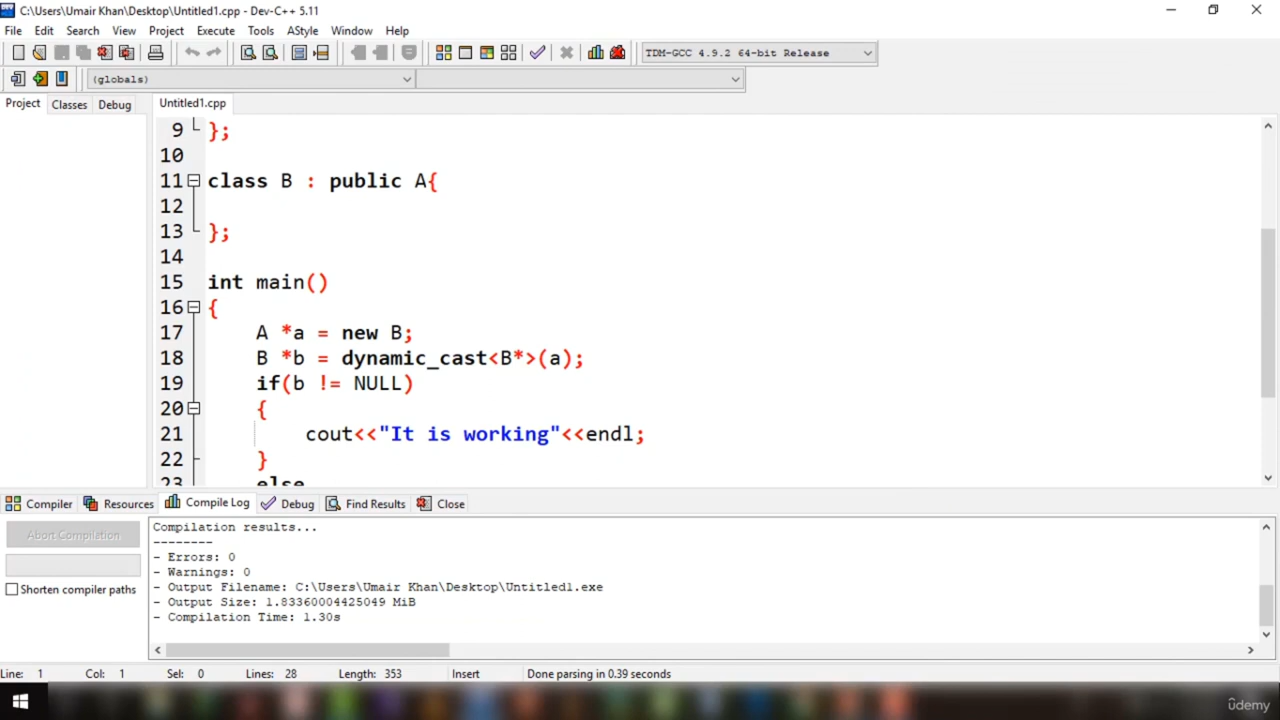 C:\Users\Umair Khan\Desktop\Untitled1.cpp - Dev-C++ 5.11
File Edit Search View Project Execute Tools AStyle Window Help
TDM-GCC 4.9.2 64-bit Release
(globals)
Project Classes Debug Untitled1.cpp
9 };
10
11 class B : public A{
12
13 };
14
15 int main()
16 {
17 A *a = new B;
18 B *b = dynamic_cast<B*>(a);
19 if(b != NULL)
20 {
21 cout<<"It is working"<<endl;
22 }
23 else
Compiler Resources Compile Log Debug Find Results Close
Abort Compilation
Shorten compiler paths
Compilation results...
--------
- Errors: 0
- Warnings: 0
- Output Filename: C:\Users\Umair Khan\Desktop\Untitled1.exe
- Output Size: 1.83360004425049 MiB
- Compilation Time: 1.30s
Line: 1 Col: 1 Sel: 0 Lines: 28 Length: 353 Insert Done parsing in 0.39 seconds
ûdemy